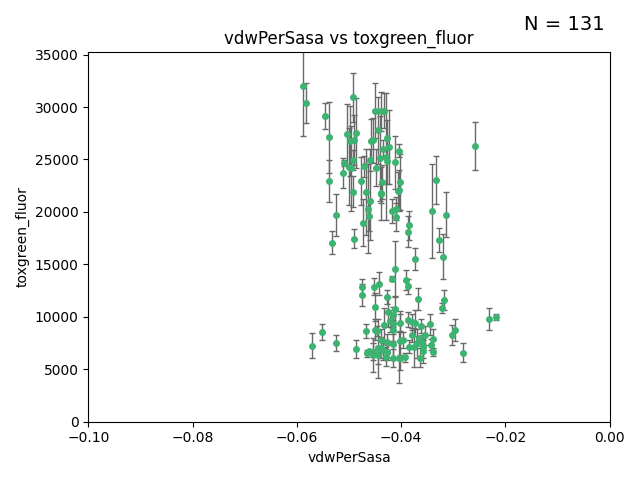 N = 131
vdwPerSasa vs toxgreen_fluor
35000
30000
25000
20000
15000
10000
5000
0
toxgreen_fluor
−0.10 −0.08 −0.06 −0.04 −0.02 0.00
vdwPerSasa